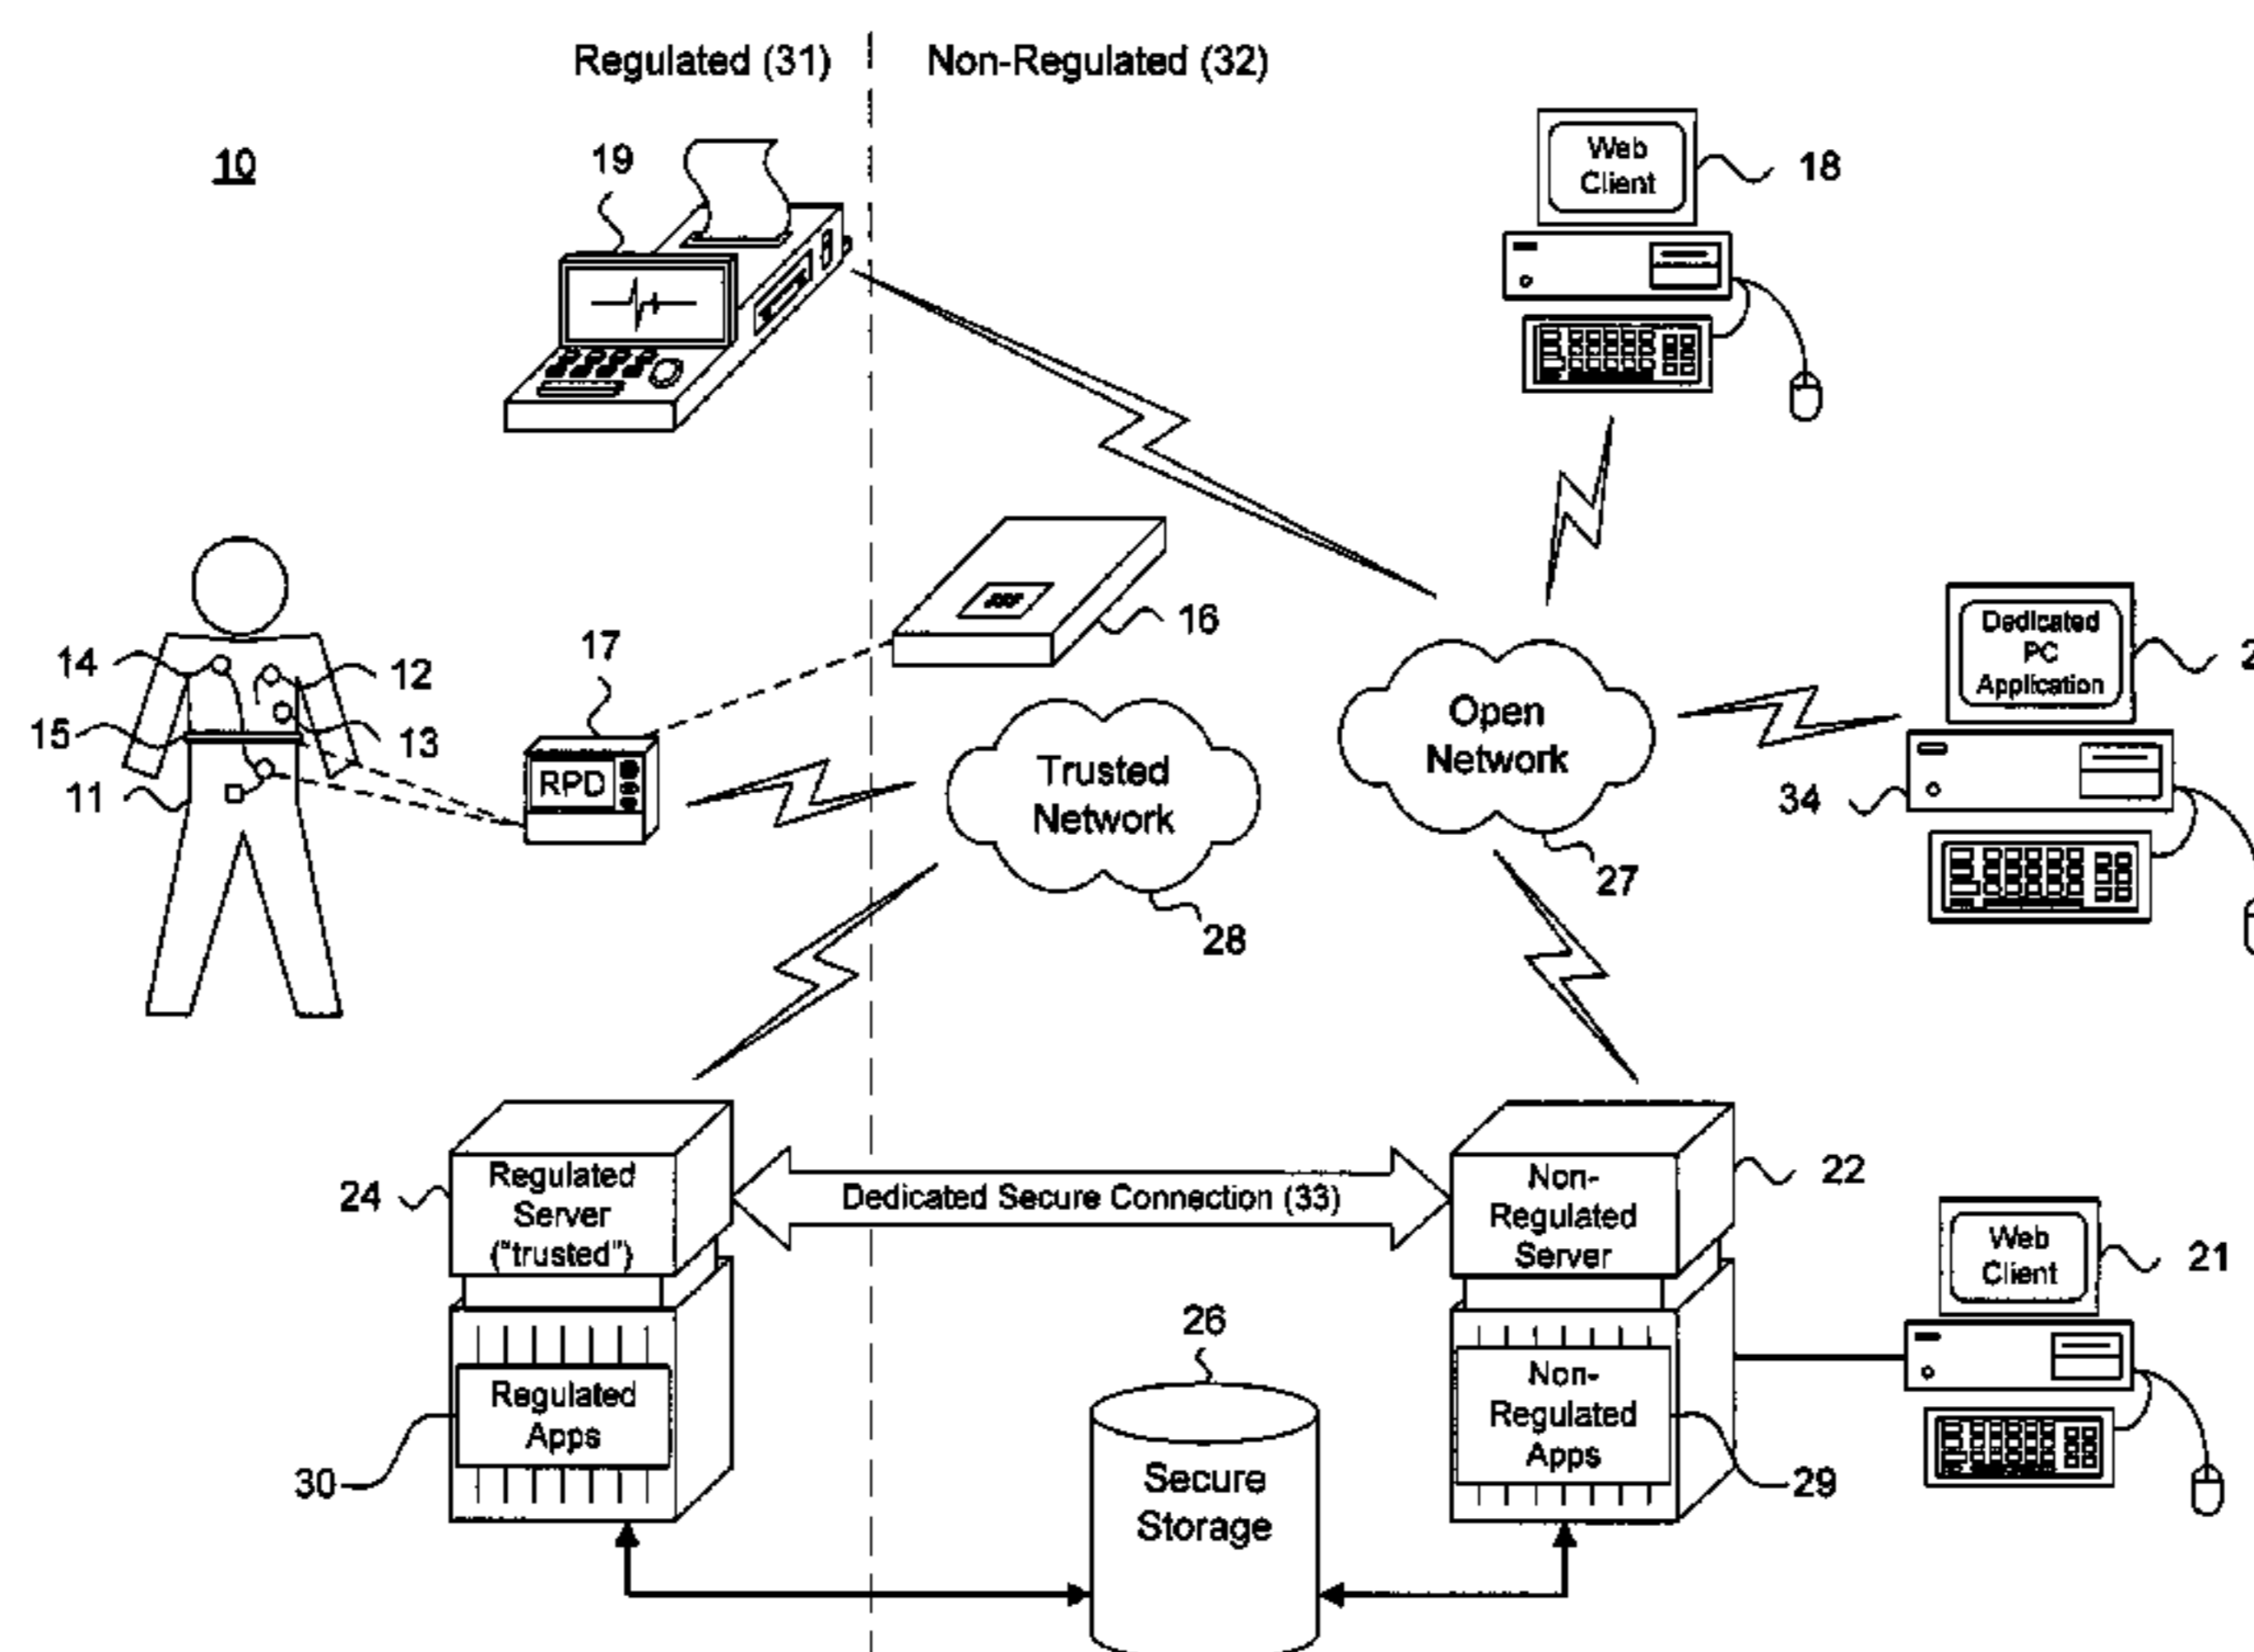 Regulated (31)
Non-Regulated (32)
10
19
Web
Client
18
16
17
14
12
15
13
11
RPD
Trusted
Network
28
Open
Network
27
Dedicated
PC
Application
34
24
Regulated
Server
("trusted")
Dedicated Secure Connection (33)
Non-
Regulated
Server
22
Web
Client
21
26
Regulated
Apps
30
Secure
Storage
Non-
Regulated
Apps
29